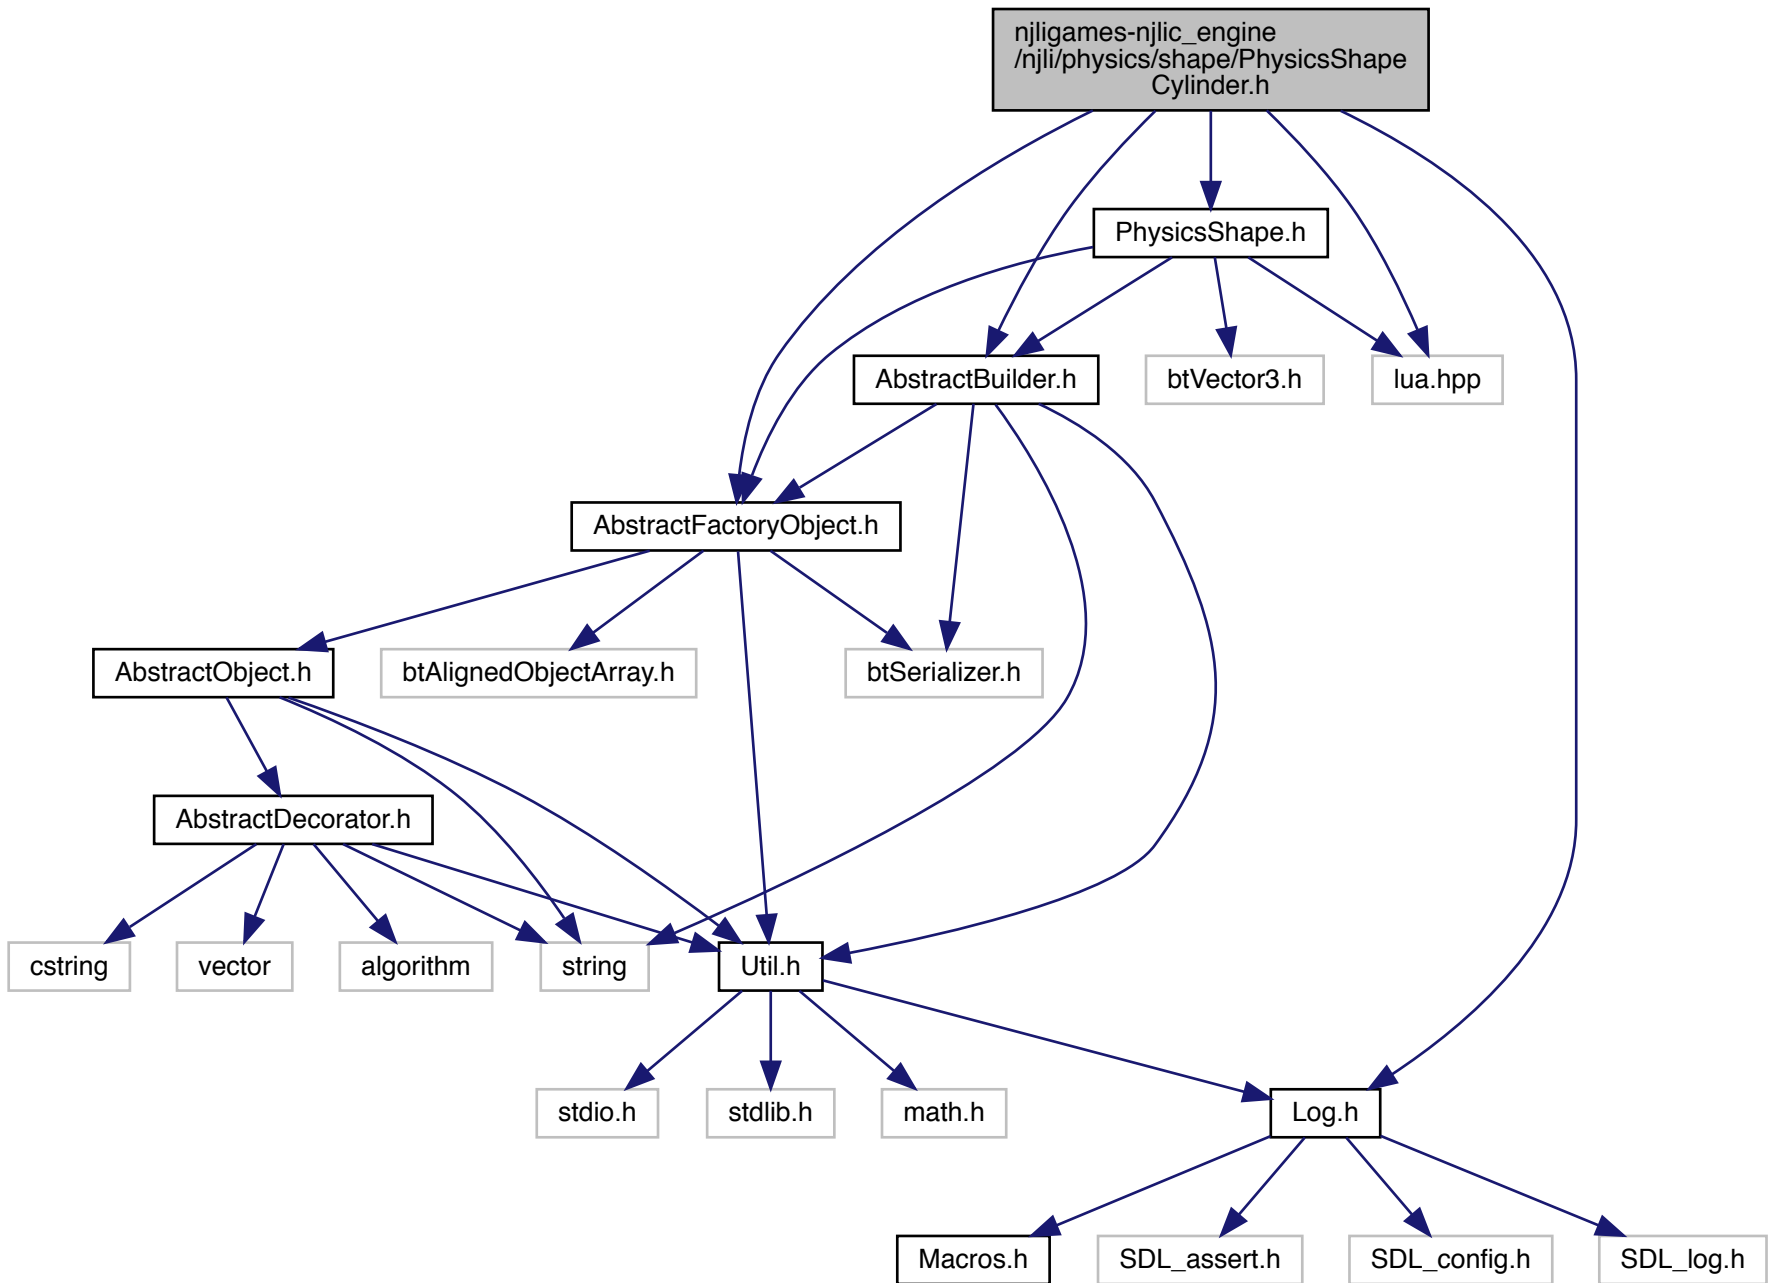 njligames-njlic_engine
/njli/physics/shape/PhysicsShape
Cylinder.h
PhysicsShape.h
AbstractBuilder.h
btVector3.h
lua.hpp
AbstractFactoryObject.h
AbstractObject.h
btAlignedObjectArray.h
btSerializer.h
AbstractDecorator.h
cstring
vector
algorithm
string
Util.h
stdio.h
stdlib.h
math.h
Log.h
Macros.h
SDL_assert.h
SDL_config.h
SDL_log.h